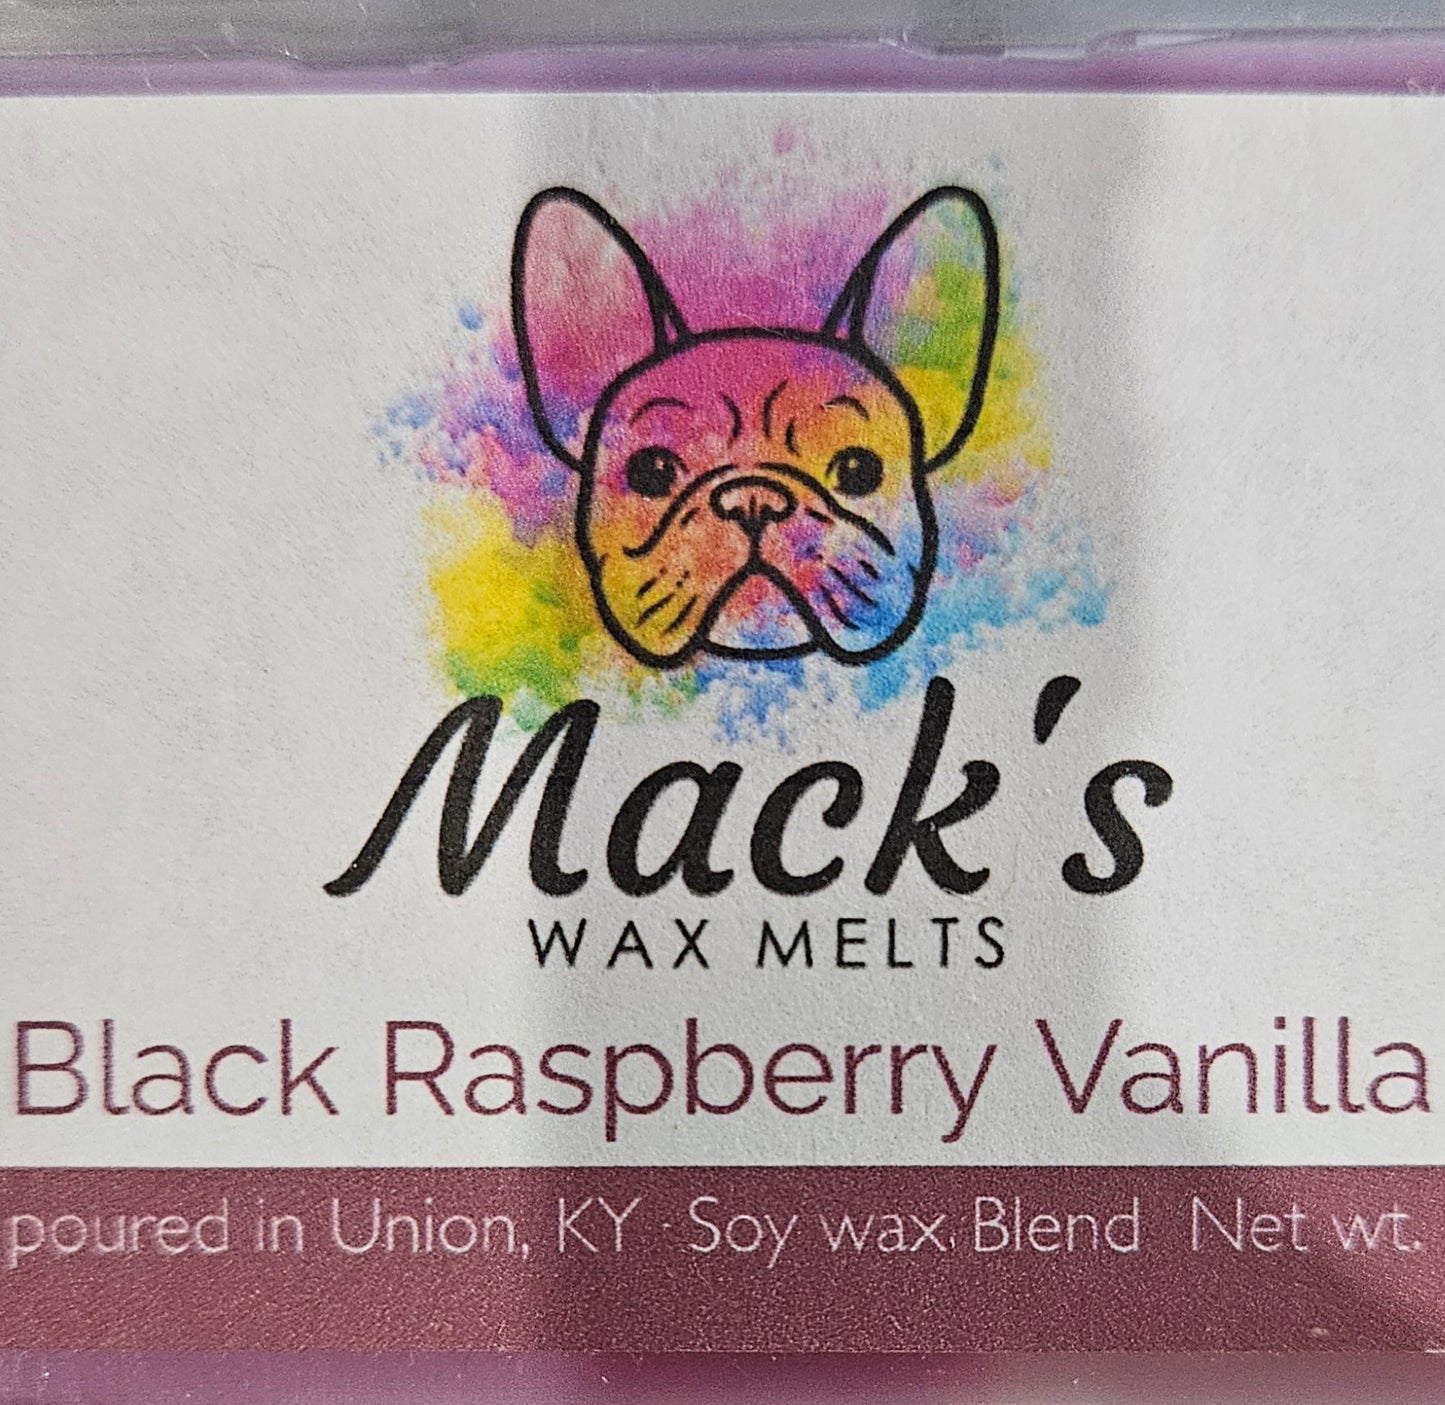 Mack's
WAX MELTS
Black Raspberry Vanilla
poured in Union, KY · Soy wax Blend Net wt.